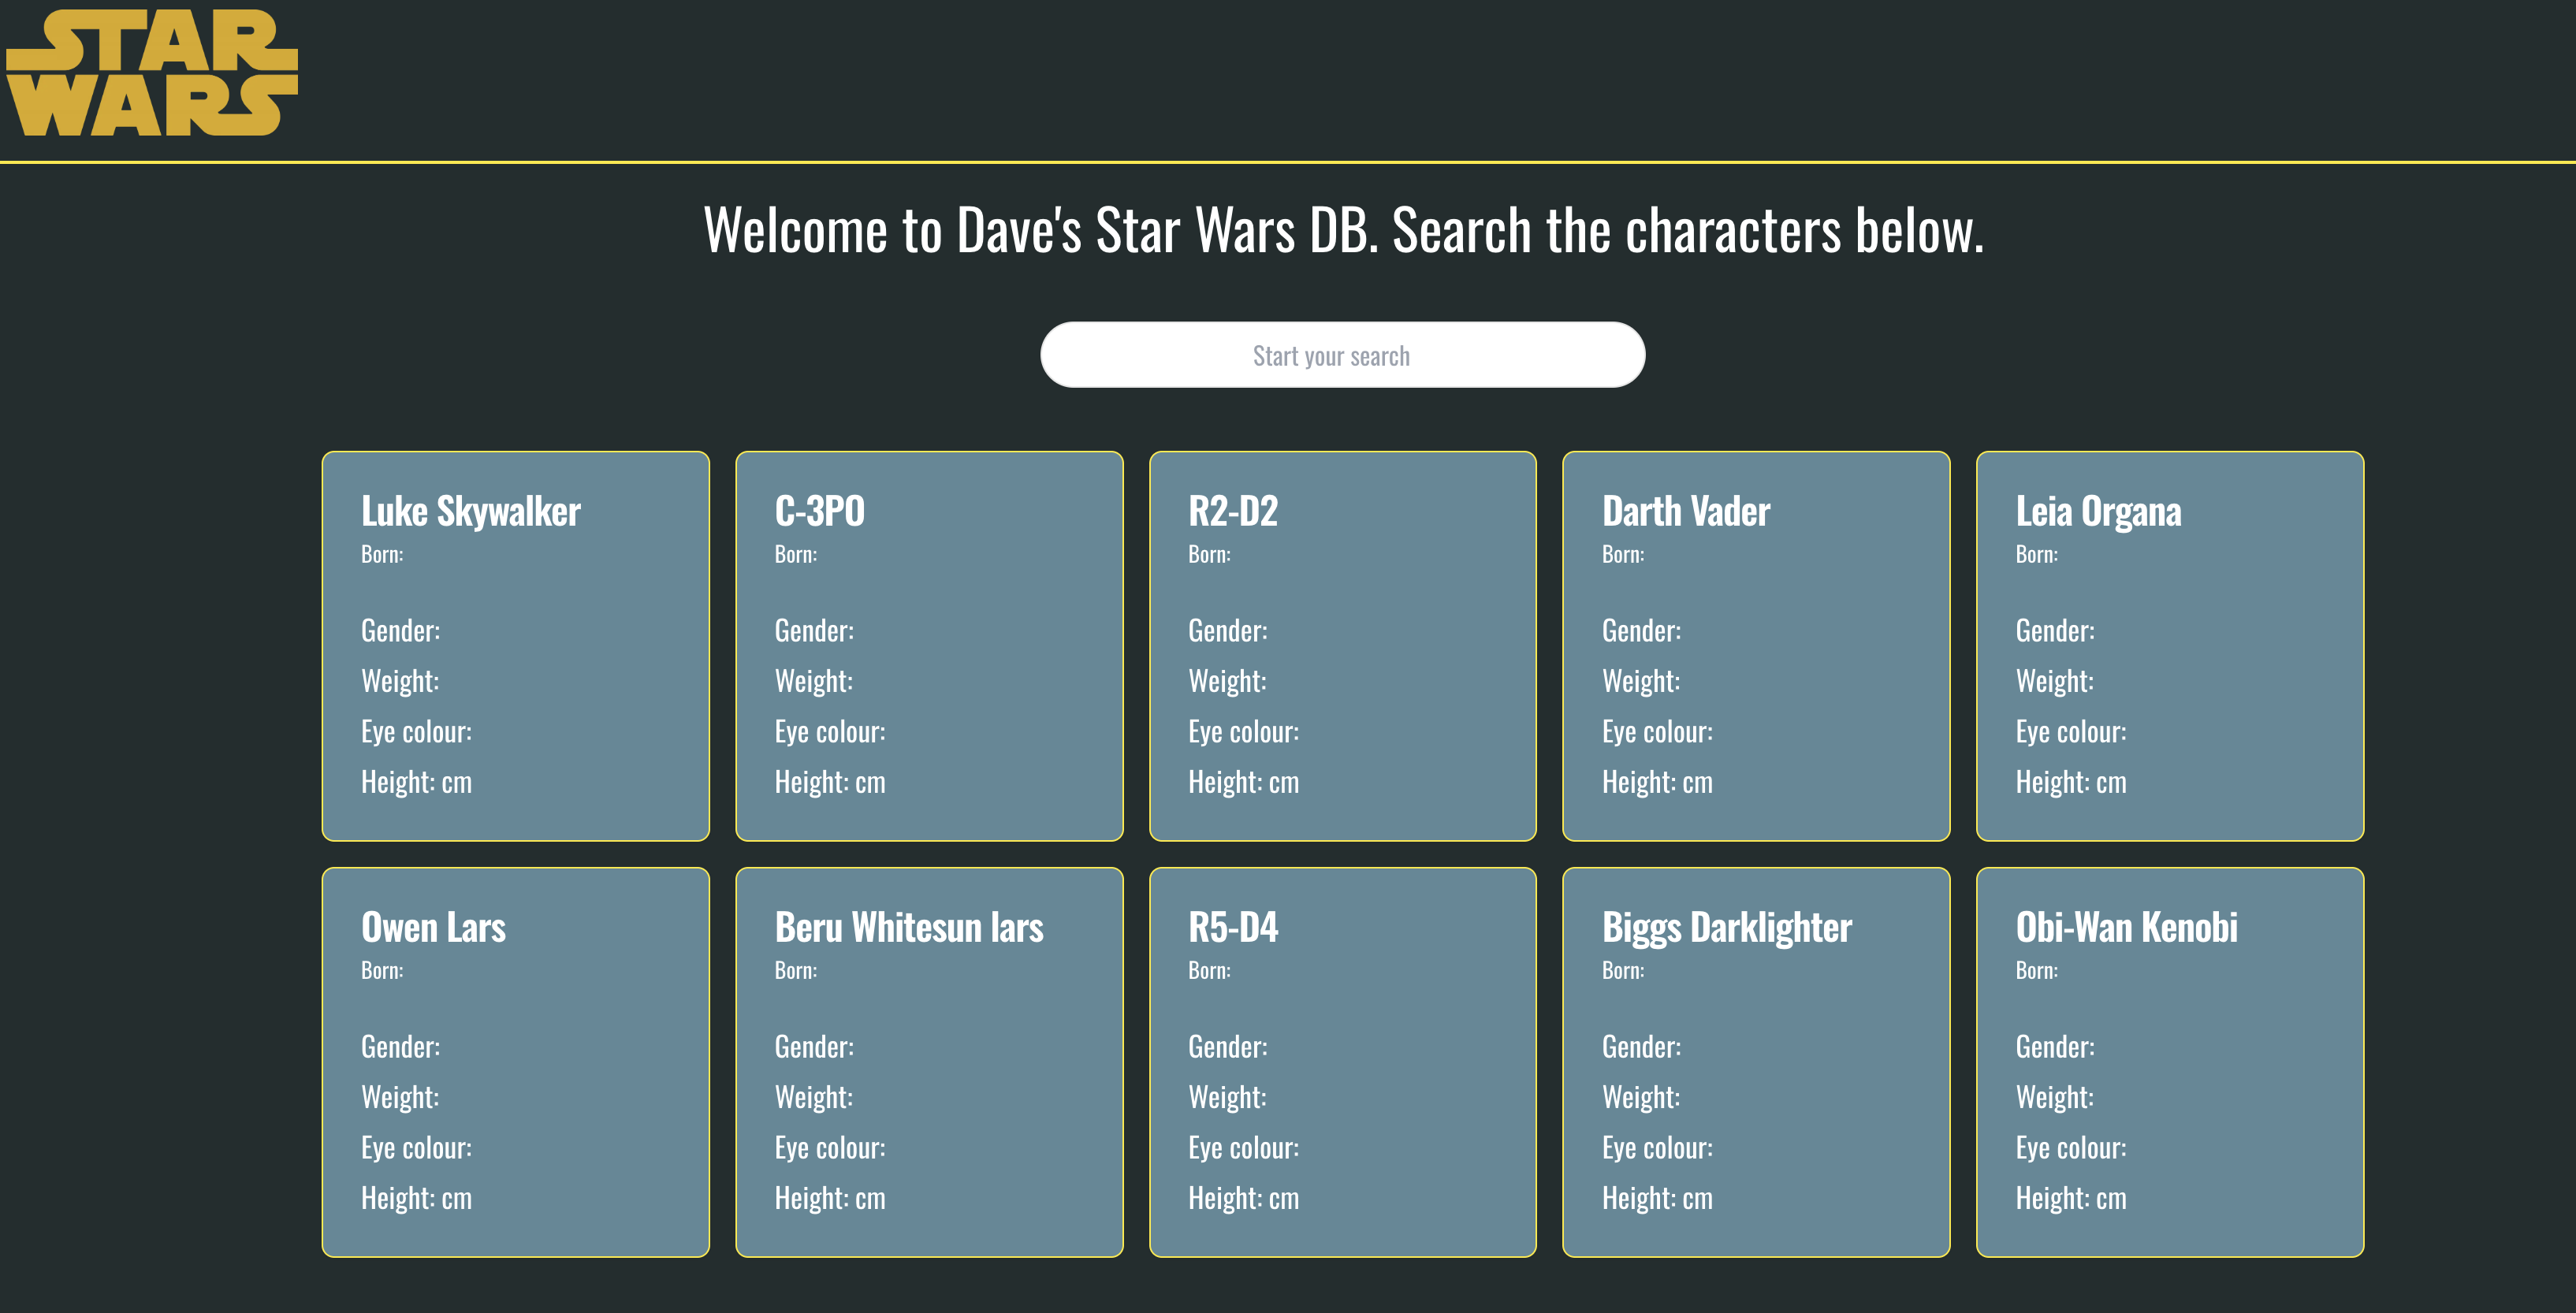 STAR
WARS
Welcome to Dave's Star Wars DB. Search the characters below.
Start your search
Luke Skywalker
Born:
Gender:
Weight:
Eye colour:
Height: cm
C-3PO
Born:
Gender:
Weight:
Eye colour:
Height: cm
R2-D2
Born:
Gender:
Weight:
Eye colour:
Height: cm
Darth Vader
Born:
Gender:
Weight:
Eye colour:
Height: cm
Leia Organa
Born:
Gender:
Weight:
Eye colour:
Height: cm
Owen Lars
Born:
Gender:
Weight:
Eye colour:
Height: cm
Beru Whitesun lars
Born:
Gender:
Weight:
Eye colour:
Height: cm
R5-D4
Born:
Gender:
Weight:
Eye colour:
Height: cm
Biggs Darklighter
Born:
Gender:
Weight:
Eye colour:
Height: cm
Obi-Wan Kenobi
Born:
Gender:
Weight:
Eye colour:
Height: cm